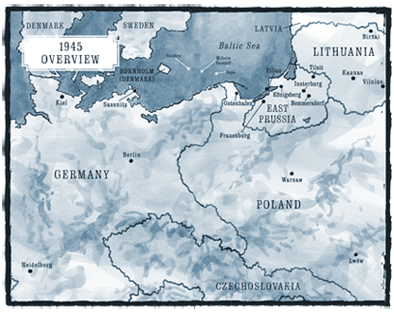 DENMARK
SWEDEN
LATVIA
Biržai
1945
OVERVIEW
Baltic Sea
LITHUANIA
BORNHOLM
(DENMARK)
Pillau
Tilsit
Kaunas
Vilnius
Insterburg
Königsberg
Kiel
Sassnitz
Gotenhafen
Nemmersdorf
EAST
PRUSSIA
Frauenburg
Berlin
GERMANY
Warsaw
POLAND
Heidelberg
Lwów
CZECHOSLOVAKIA